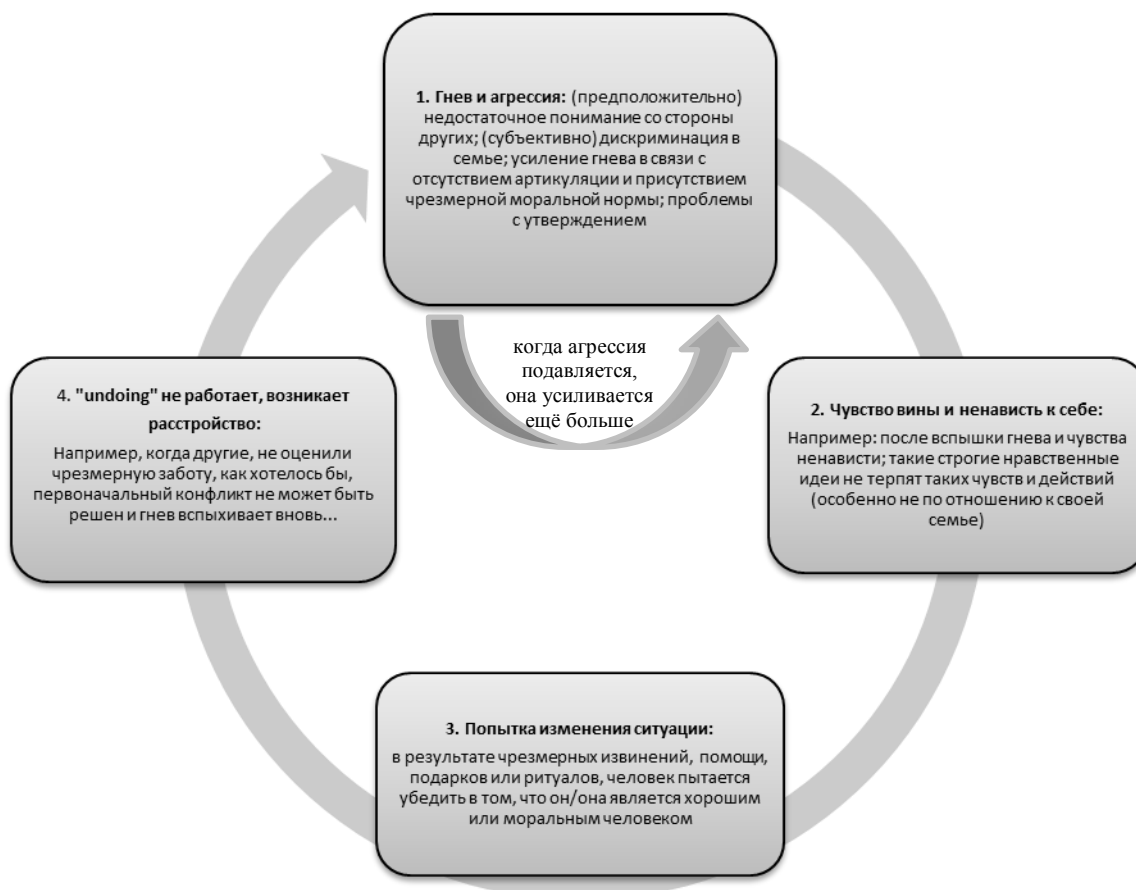 1. Гнев и агрессия: (предположительно)
недостаточное понимание со стороны
других; (субъективно) дискриминация в
семье; усиление гнева в связи с
отсутствием артикуляции и присутствием
чрезмерной моральной нормы; проблемы
с утверждением
когда агрессия
подавляется,
она усиливается
ещё больше
2. Чувство вины и ненависть к себе:
Например: после вспышки гнева и чувства
ненависти; такие строгие нравственные
идеи не терпят таких чувств и действий
(особенно не по отношению к своей
семье)
3. Попытка изменения ситуации:
в результате чрезмерных извинений, помощи,
подарков или ритуалов, человек пытается
убедить в том, что он/она является хорошим
или моральным человеком
4. "undoing" не работает, возникает
расстройство:
Например, когда другие, не оценили
чрезмерную заботу, как хотелось бы,
первоначальный конфликт не может быть
решен и гнев вспыхивает вновь...